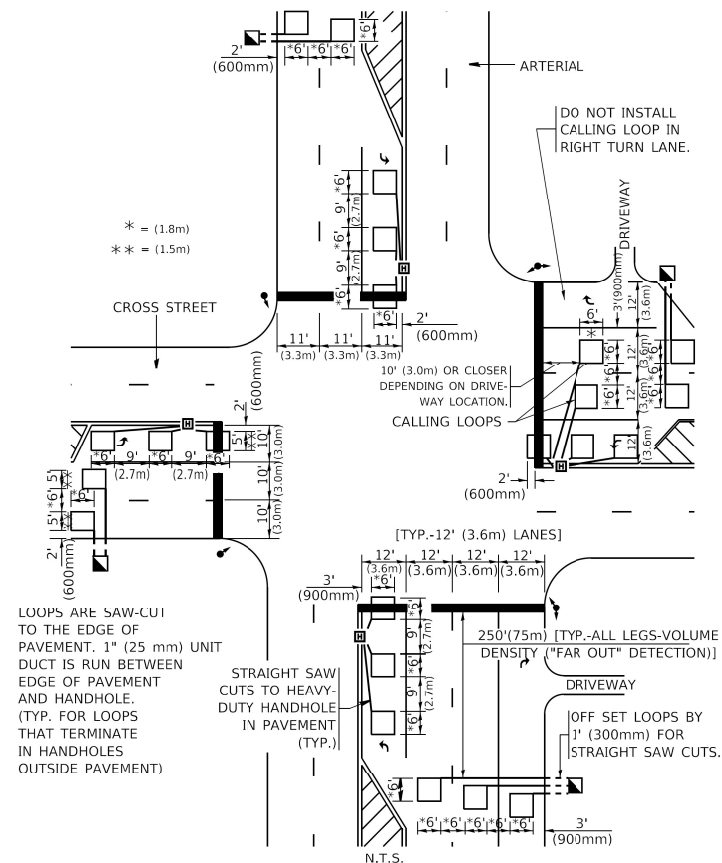 2'
(600mm)
*6' *6' *6'
*6'
ARTERIAL
DO NOT INSTALL
CALLING LOOP IN
RIGHT TURN LANE.
* = (1.8m)
** = (1.5m)
*6'
9'
(2.7m)
*6'
9'
(2.7m)
*6'
H
DRIVEWAY
3'(900mm)
12'
(3.6m)
6'
*
CROSS STREET
*6'
2'
(600mm)
11' 11' 11'
(3.3m) (3.3m) (3.3m)
10' (3.0m) OR CLOSER
DEPENDING ON DRIVE-
WAY LOCATION.
CALLING LOOPS
*6'
*6'
*6'
12'
(3.6m)
12'
(3.6m)
12'
(3.6m)
*6'
*6'
*6'
2'
(600mm)
H
5'
**
10'
(3.0m)
10'
(3.0m)
10'
(3.0m)
*6' 9' *6' 9' *6'
(2.7m) (2.7m)
5'
**
*6'
*6'
5'
**
2'
(600mm)
H
2'
(600mm)
[TYP.-12' (3.6m) LANES]
12' 12' 12' 12'
(3.6m) (3.6m) (3.6m) (3.6m)
*6'
3'
(900mm)
LOOPS ARE SAW-CUT
TO THE EDGE OF
PAVEMENT. 1" (25 mm) UNIT
DUCT IS RUN BETWEEN
EDGE OF PAVEMENT
AND HANDHOLE.
(TYP. FOR LOOPS
THAT TERMINATE
IN HANDHOLES
OUTSIDE PAVEMENT)
H
*6'
9'
(2.7m)
*6'
9'
(2.7m)
*6'
250'(75m) [TYP.-ALL LEGS-VOLUME
DENSITY ("FAR OUT" DETECTION)]
STRAIGHT SAW
CUTS TO HEAVY-
DUTY HANDHOLE
IN PAVEMENT
(TYP.)
DRIVEWAY
OFF SET LOOPS BY
1' (300mm) FOR
STRAIGHT SAW CUTS.
*6'
*6' *6' *6' *6' *6'
3'
(900mm)
N.T.S.